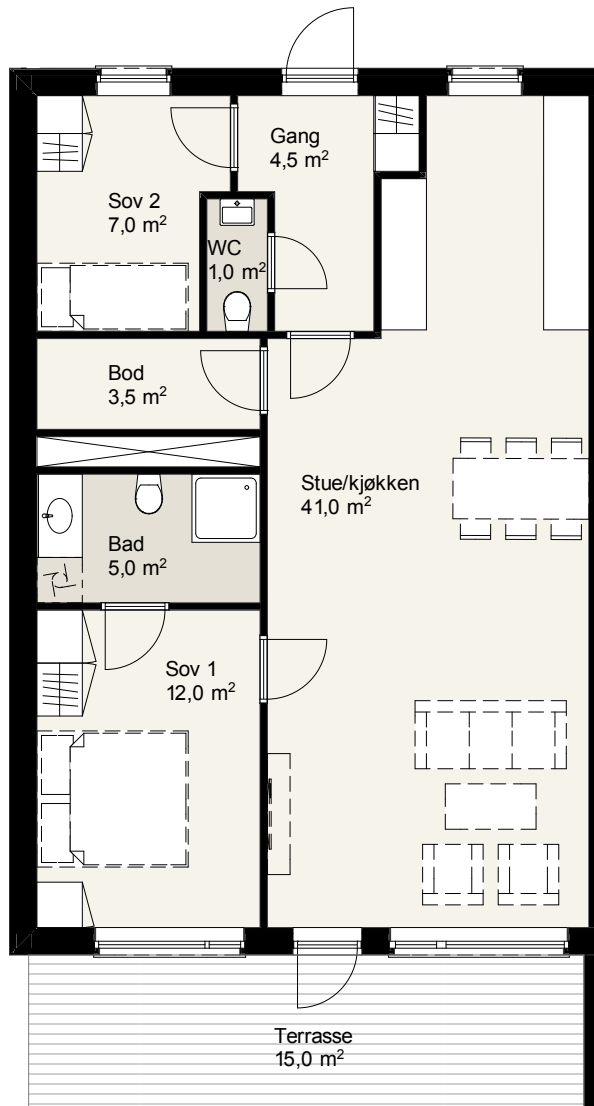 Gang
4,5 m²
Sov 2
7,0 m²
WC
1,0 m²
Bod
3,5 m²
Stue/kjøkken
41,0 m²
Bad
5,0 m²
Sov 1
12,0 m²
Terrasse
15,0 m²